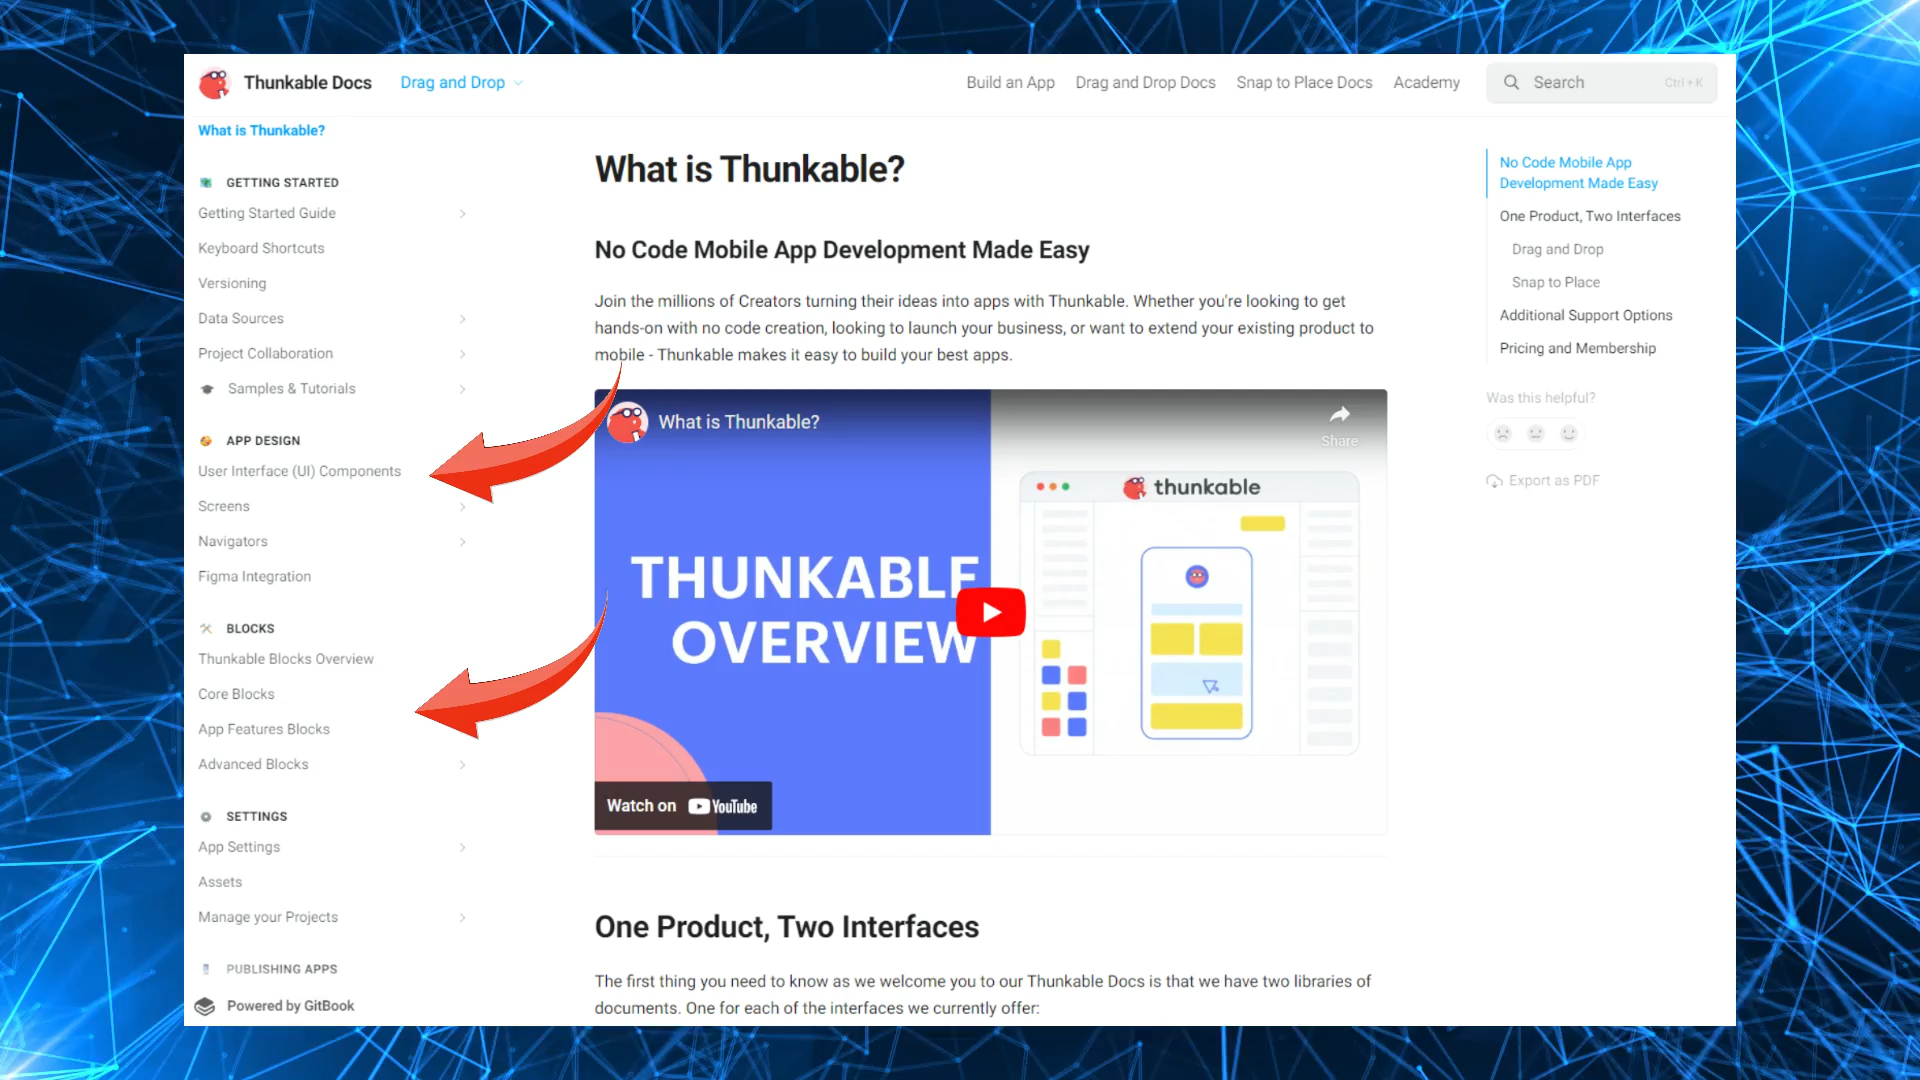 Thunkable Docs
Drag and Drop
Build an App
Drag and Drop Docs
Snap to Place Docs
Academy
Search
Ctrl + K
What is Thunkable?
GETTING STARTED
Getting Started Guide
Keyboard Shortcuts
Versioning
Data Sources
Project Collaboration
Samples & Tutorials
APP DESIGN
User Interface (UI) Components
Screens
Navigators
Figma Integration
BLOCKS
Thunkable Blocks Overview
Core Blocks
App Features Blocks
Advanced Blocks
SETTINGS
App Settings
Assets
Manage your Projects
PUBLISHING APPS
Powered by GitBook
What is Thunkable?
No Code Mobile App Development Made Easy
Join the millions of Creators turning their ideas into apps with Thunkable. Whether you're looking to get
hands-on with no code creation, looking to launch your business, or want to extend your existing product to
mobile - Thunkable makes it easy to build your best apps.
What is Thunkable?
Share
thunkable
THUNKABLE
OVERVIEW
Watch on YouTube
One Product, Two Interfaces
The first thing you need to know as we welcome you to our Thunkable Docs is that we have two libraries of
documents. One for each of the interfaces we currently offer:
No Code Mobile App
Development Made Easy
One Product, Two Interfaces
Drag and Drop
Snap to Place
Additional Support Options
Pricing and Membership
Was this helpful?
Export as PDF